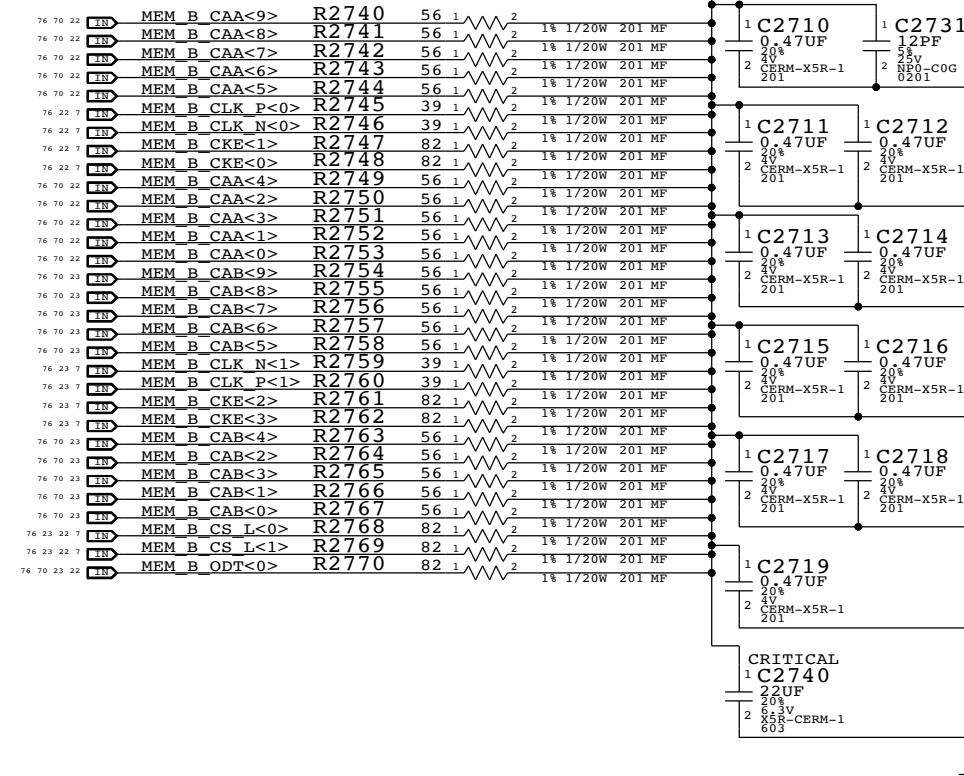 76 70 22 IN MEM_B_CAA<9> R2740 56 1 2 1% 1/20W 201 MF
76 70 22 IN MEM_B_CAA<8> R2741 56 1 2 1% 1/20W 201 MF
76 70 22 IN MEM_B_CAA<7> R2742 56 1 2 1% 1/20W 201 MF
76 70 22 IN MEM_B_CAA<6> R2743 56 1 2 1% 1/20W 201 MF
76 70 22 IN MEM_B_CAA<5> R2744 56 1 2 1% 1/20W 201 MF
76 22 7 IN MEM_B_CLK_P<0> R2745 39 1 2 1% 1/20W 201 MF
76 22 7 IN MEM_B_CLK_N<0> R2746 39 1 2 1% 1/20W 201 MF
76 22 7 IN MEM_B_CKE<1> R2747 82 1 2 1% 1/20W 201 MF
76 22 7 IN MEM_B_CKE<0> R2748 82 1 2 1% 1/20W 201 MF
76 70 22 IN MEM_B_CAA<4> R2749 56 1 2 1% 1/20W 201 MF
76 70 22 IN MEM_B_CAA<2> R2750 56 1 2 1% 1/20W 201 MF
76 70 22 IN MEM_B_CAA<3> R2751 56 1 2 1% 1/20W 201 MF
76 70 22 IN MEM_B_CAA<1> R2752 56 1 2 1% 1/20W 201 MF
76 70 22 IN MEM_B_CAA<0> R2753 56 1 2 1% 1/20W 201 MF
76 70 23 IN MEM_B_CAB<9> R2754 56 1 2 1% 1/20W 201 MF
76 70 23 IN MEM_B_CAB<8> R2755 56 1 2 1% 1/20W 201 MF
76 70 23 IN MEM_B_CAB<7> R2756 56 1 2 1% 1/20W 201 MF
76 70 23 IN MEM_B_CAB<6> R2757 56 1 2 1% 1/20W 201 MF
76 70 23 IN MEM_B_CAB<5> R2758 56 1 2 1% 1/20W 201 MF
76 23 7 IN MEM_B_CLK_N<1> R2759 39 1 2 1% 1/20W 201 MF
76 23 7 IN MEM_B_CLK_P<1> R2760 39 1 2 1% 1/20W 201 MF
76 23 7 IN MEM_B_CKE<2> R2761 82 1 2 1% 1/20W 201 MF
76 23 7 IN MEM_B_CKE<3> R2762 82 1 2 1% 1/20W 201 MF
76 70 23 IN MEM_B_CAB<4> R2763 56 1 2 1% 1/20W 201 MF
76 70 23 IN MEM_B_CAB<2> R2764 56 1 2 1% 1/20W 201 MF
76 70 23 IN MEM_B_CAB<3> R2765 56 1 2 1% 1/20W 201 MF
76 70 23 IN MEM_B_CAB<1> R2766 56 1 2 1% 1/20W 201 MF
76 70 23 IN MEM_B_CAB<0> R2767 56 1 2 1% 1/20W 201 MF
76 23 22 7 IN MEM_B_CS_L<0> R2768 82 1 2 1% 1/20W 201 MF
76 23 22 7 IN MEM_B_CS_L<1> R2769 82 1 2 1% 1/20W 201 MF
76 70 23 22 IN MEM_B_ODT<0> R2770 82 1 2 1% 1/20W 201 MF
1 C2710
0.47UF
20%
4V
2 CERM-X5R-1
201
1 C2731
12PF
5%
25V
2 NP0-C0G
0201
1 C2711
0.47UF
20%
4V
2 CERM-X5R-1
201
1 C2712
0.47UF
20%
4V
2 CERM-X5R-1
201
1 C2713
0.47UF
20%
4V
2 CERM-X5R-1
201
1 C2714
0.47UF
20%
4V
2 CERM-X5R-1
201
1 C2715
0.47UF
20%
4V
2 CERM-X5R-1
201
1 C2716
0.47UF
20%
4V
2 CERM-X5R-1
201
1 C2717
0.47UF
20%
4V
2 CERM-X5R-1
201
1 C2718
0.47UF
20%
4V
2 CERM-X5R-1
201
1 C2719
0.47UF
20%
4V
2 CERM-X5R-1
201
CRITICAL
1 C2740
22UF
20%
6.3V
2 X5R-CERM-1
603